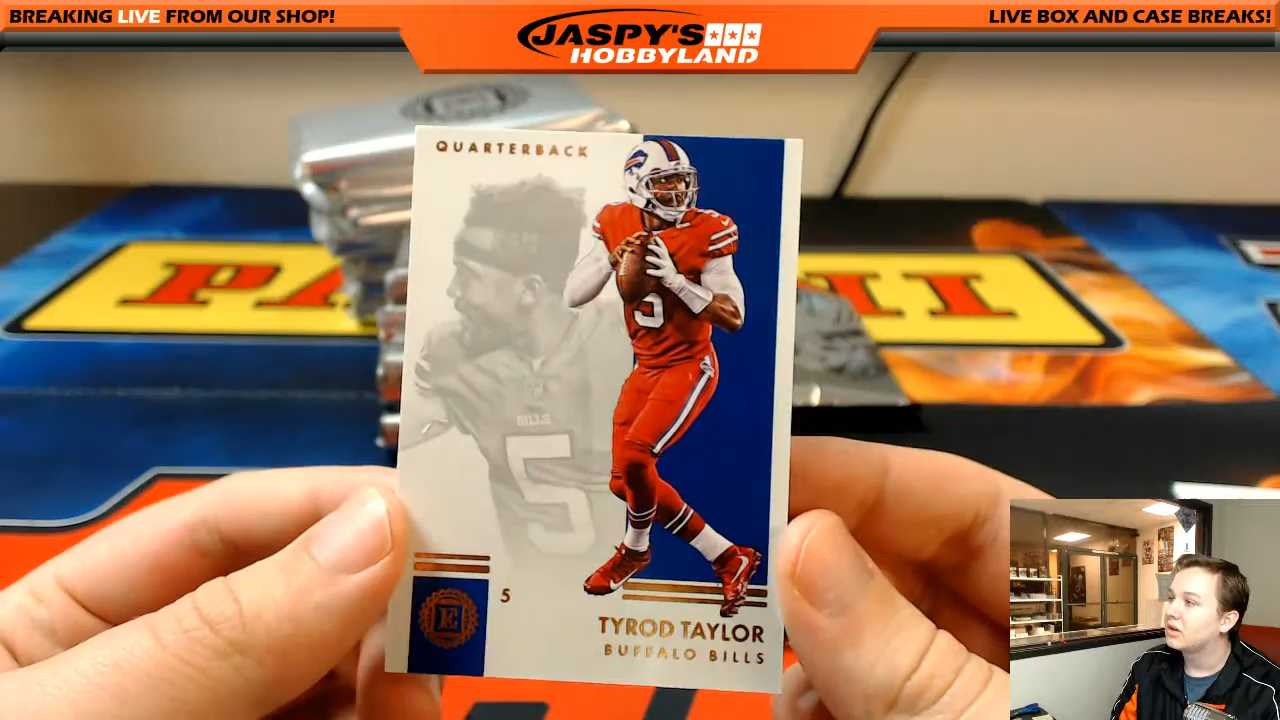 BREAKING LIVE FROM OUR SHOP!
JASPY'S
HOBBYLAND
LIVE BOX AND CASE BREAKS!
QUARTERBACK
BILLS
5
5
5
E
TYROD TAYLOR
BUFFALO BILLS